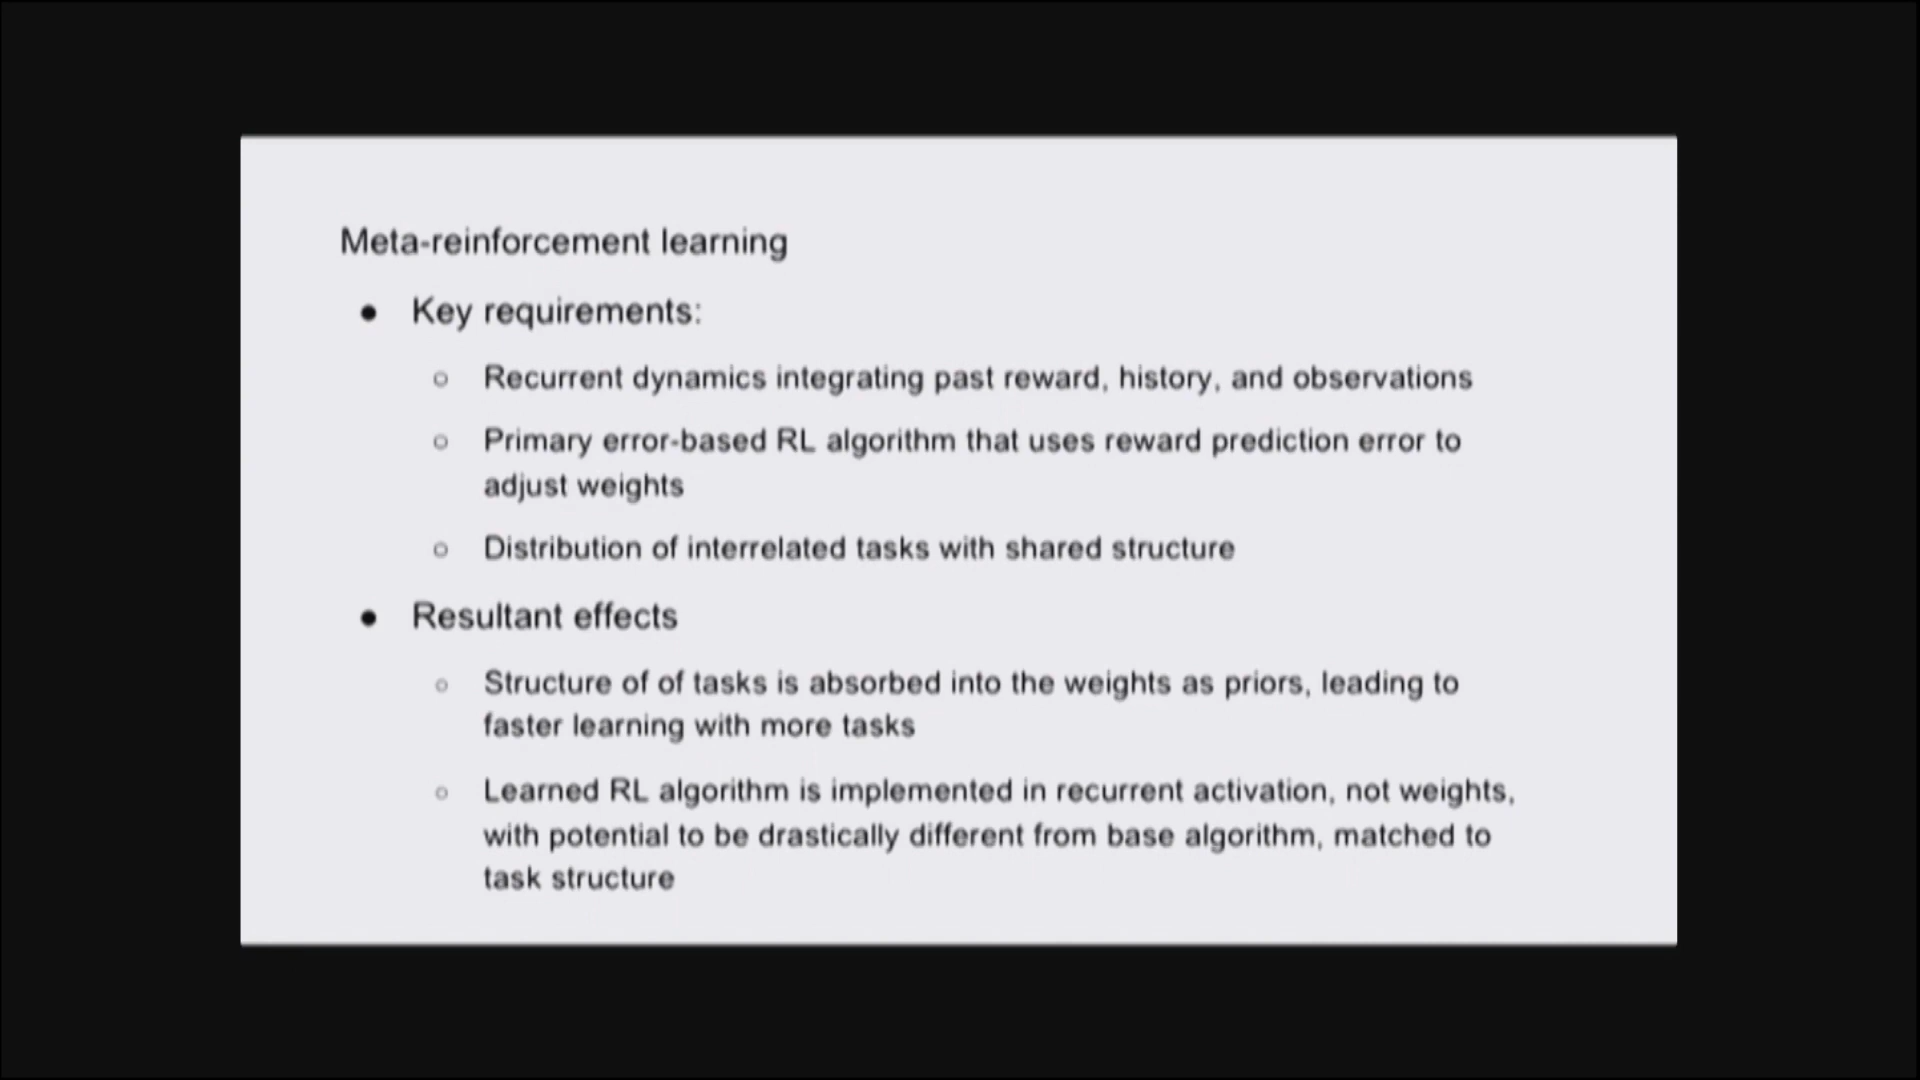 Meta-reinforcement learning
● Key requirements:
○ Recurrent dynamics integrating past reward, history, and observations
○ Primary error-based RL algorithm that uses reward prediction error to
adjust weights
○ Distribution of interrelated tasks with shared structure
● Resultant effects
○ Structure of of tasks is absorbed into the weights as priors, leading to
faster learning with more tasks
○ Learned RL algorithm is implemented in recurrent activation, not weights,
with potential to be drastically different from base algorithm, matched to
task structure